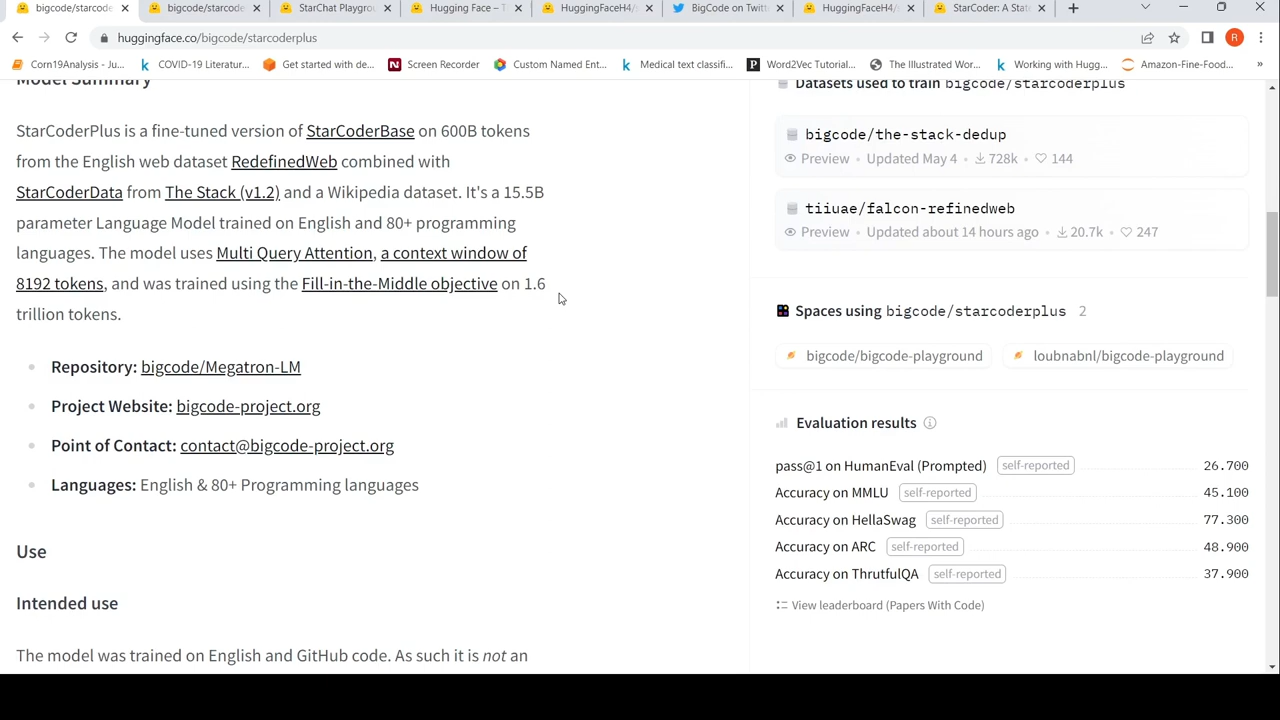 bigcode/starcode
bigcode/starcode
StarChat Playgrou
Hugging Face – T
HuggingFaceH4/s
BigCode on Twitt
HuggingFaceH4/s
StarCoder: A Stat
huggingface.co/bigcode/starcoderplus
R
Corn19Analysis - Ju...
COVID-19 Literatur...
Get started with de...
Screen Recorder
Custom Named Ent...
Medical text classifi...
Word2Vec Tutorial...
The Illustrated Wor...
Working with Hugg...
Amazon-Fine-Food...
»
Model Summary
StarCoderPlus is a fine-tuned version of StarCoderBase on 600B tokens
from the English web dataset RedefinedWeb combined with
StarCoderData from The Stack (v1.2) and a Wikipedia dataset. It's a 15.5B
parameter Language Model trained on English and 80+ programming
languages. The model uses Multi Query Attention, a context window of
8192 tokens, and was trained using the Fill-in-the-Middle objective on 1.6
trillion tokens.
Repository: bigcode/Megatron-LM
Project Website: bigcode-project.org
Point of Contact: contact@bigcode-project.org
Languages: English & 80+ Programming languages
Use
Intended use
The model was trained on English and GitHub code. As such it is not an
Datasets used to train bigcode/starcoderplus
bigcode/the-stack-dedup
Preview • Updated May 4 • 728k • 144
tiiuae/falcon-refinedweb
Preview • Updated about 14 hours ago • 20.7k • 247
Spaces using bigcode/starcoderplus 2
bigcode/bigcode-playground
loubnabnl/bigcode-playground
Evaluation results
pass@1 on HumanEval (Prompted) self-reported 26.700
Accuracy on MMLU self-reported 45.100
Accuracy on HellaSwag self-reported 77.300
Accuracy on ARC self-reported 48.900
Accuracy on ThrutfulQA self-reported 37.900
View leaderboard (Papers With Code)